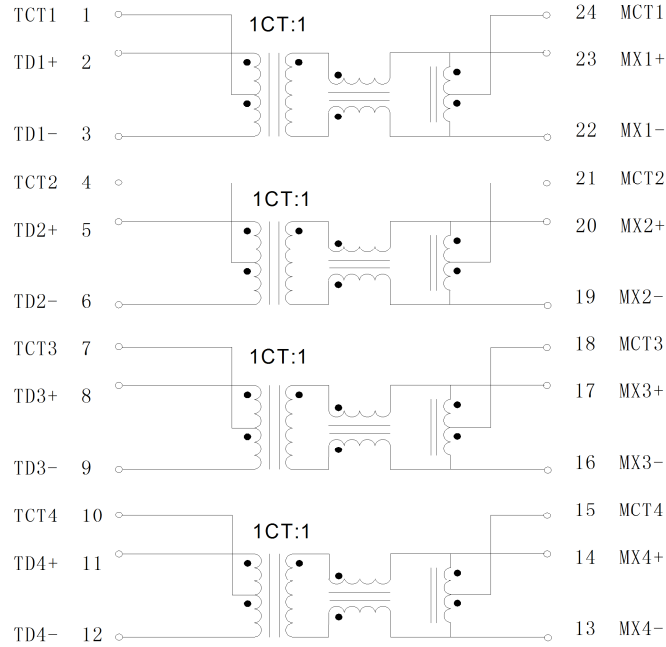 TCT1 1 1CT:1 24 MCT1
TD1+ 2 23 MX1+
TD1- 3 22 MX1-
TCT2 4 1CT:1 21 MCT2
TD2+ 5 20 MX2+
TD2- 6 19 MX2-
TCT3 7 1CT:1 18 MCT3
TD3+ 8 17 MX3+
TD3- 9 16 MX3-
TCT4 10 1CT:1 15 MCT4
TD4+ 11 14 MX4+
TD4- 12 13 MX4-